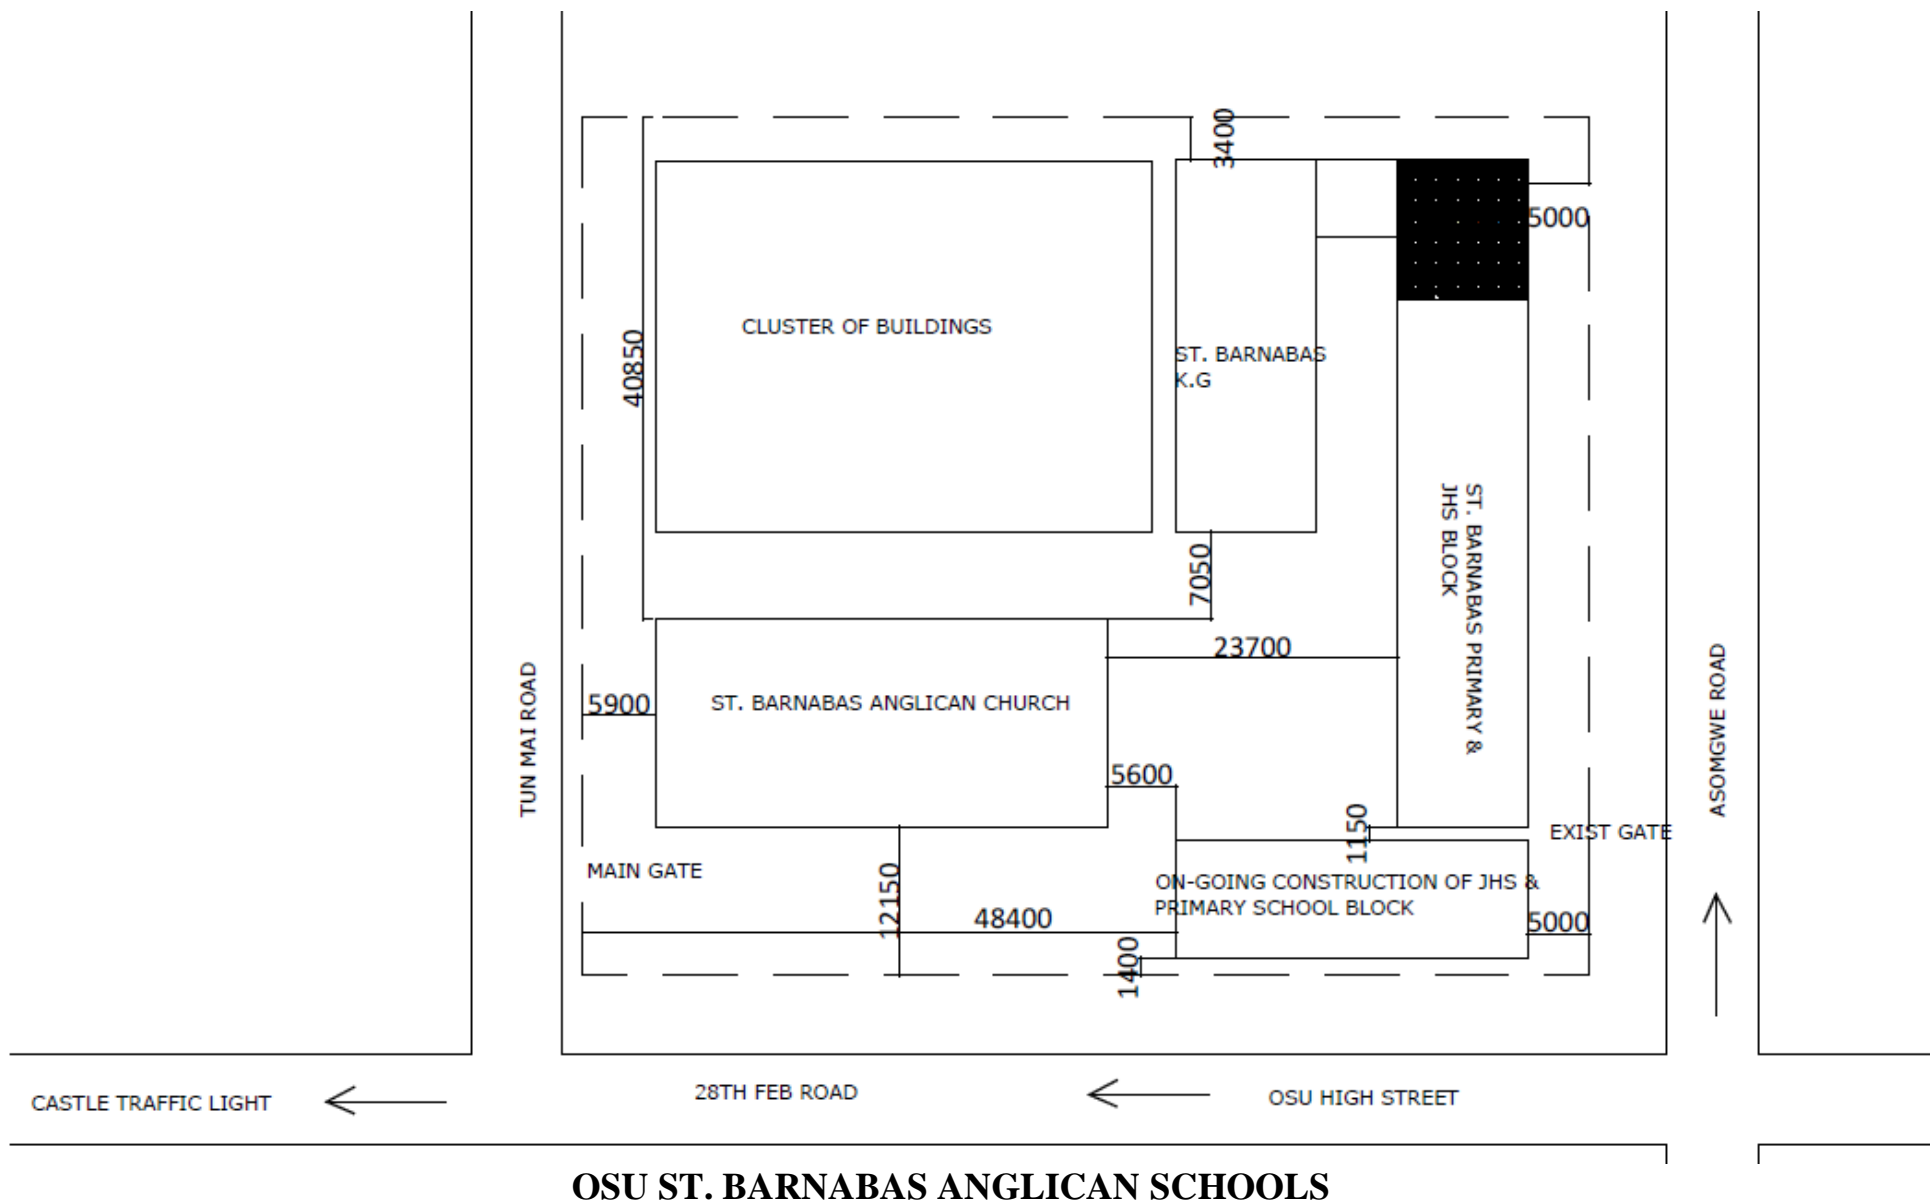 3400
5000
CLUSTER OF BUILDINGS
40850
ST. BARNABAS
K.G
ST. BARNABAS PRIMARY &
JHS BLOCK
7050
23700
5900
ST. BARNABAS ANGLICAN CHURCH
TUN MAI ROAD
ASOMGWE ROAD
5600
1150
EXIST GATE
MAIN GATE
12150
48400
ON-GOING CONSTRUCTION OF JHS &
PRIMARY SCHOOL BLOCK
5000
1400
CASTLE TRAFFIC LIGHT
28TH FEB ROAD
OSU HIGH STREET
OSU ST. BARNABAS ANGLICAN SCHOOLS